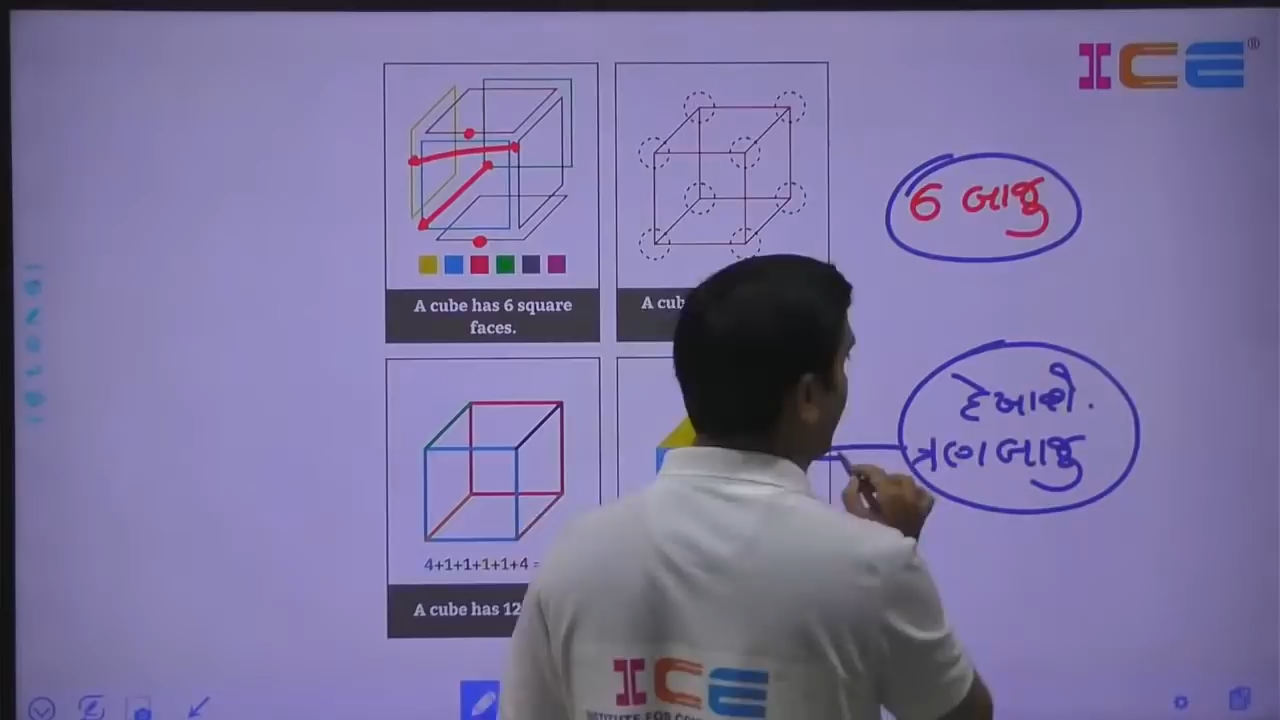 ICE®
6 બાજુ
A cube has 6 square
faces.
A cub
દેખાશે.
ત્રણ બાજુ
4+1+1+1+1+4 =
A cube has 12
ICE